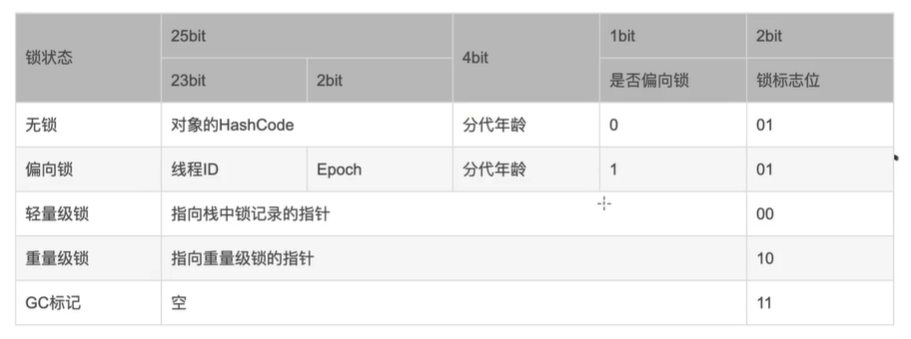 锁状态 25bit 4bit 1bit 2bit
23bit 2bit 是否偏向锁 锁标志位
无锁 对象的HashCode 分代年龄 0 01
偏向锁 线程ID Epoch 分代年龄 1 01
轻量级锁 指向栈中锁记录的指针 00
重量级锁 指向重量级锁的指针 10
GC标记 空 11